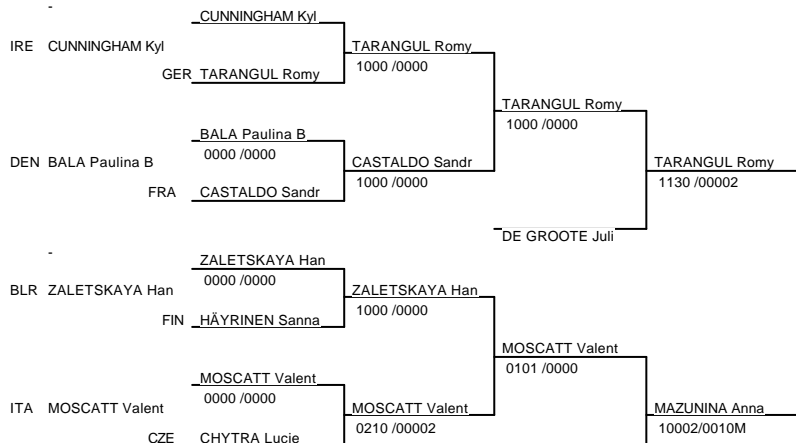 -
CUNNINGHAM Kyl
IRE CUNNINGHAM Kyl
TARANGUL Romy
1000 /0000
GER TARANGUL Romy
TARANGUL Romy
1000 /0000
BALA Paulina B
0000 /0000
DEN BALA Paulina B
CASTALDO Sandr
1000 /0000
TARANGUL Romy
1130 /00002
FRA CASTALDO Sandr
DE GROOTE Juli
-
ZALETSKAYA Han
0000 /0000
BLR ZALETSKAYA Han
ZALETSKAYA Han
1000 /0000
FIN HÄYRINEN Sanna
MOSCATT Valent
0101 /0000
MOSCATT Valent
0000 /0000
ITA MOSCATT Valent
MOSCATT Valent
0210 /00002
MAZUNINA Anna
10002/0010M
CZE CHYTRA Lucie